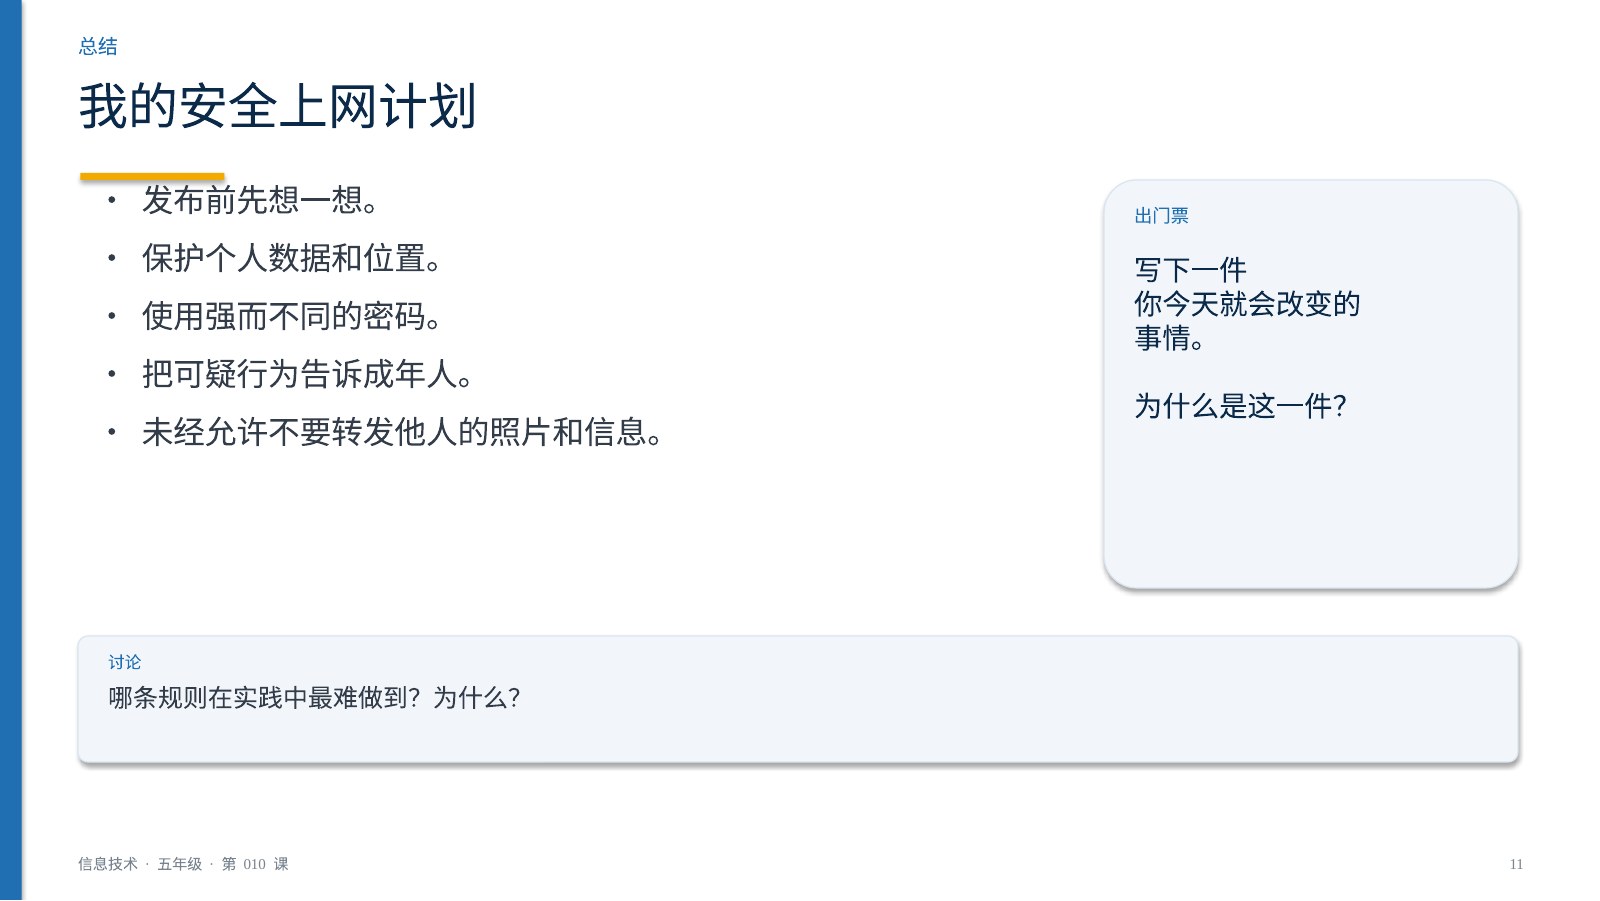 总结
我的安全上网计划
• 发布前先想一想。
• 保护个人数据和位置。
• 使用强而不同的密码。
• 把可疑行为告诉成年人。
• 未经允许不要转发他人的照片和信息。
出门票
写下一件
你今天就会改变的
事情。
为什么是这一件？
讨论
哪条规则在实践中最难做到？为什么？
信息技术 · 五年级 · 第 010 课
11